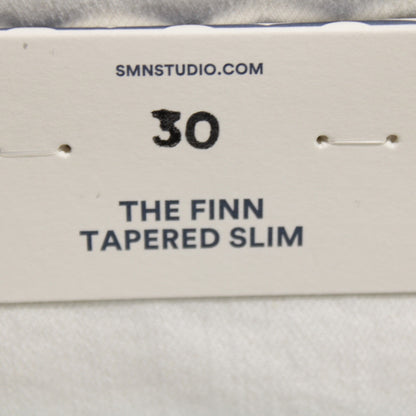 SMNSTUDIO.COM
30
THE FINN
TAPERED SLIM